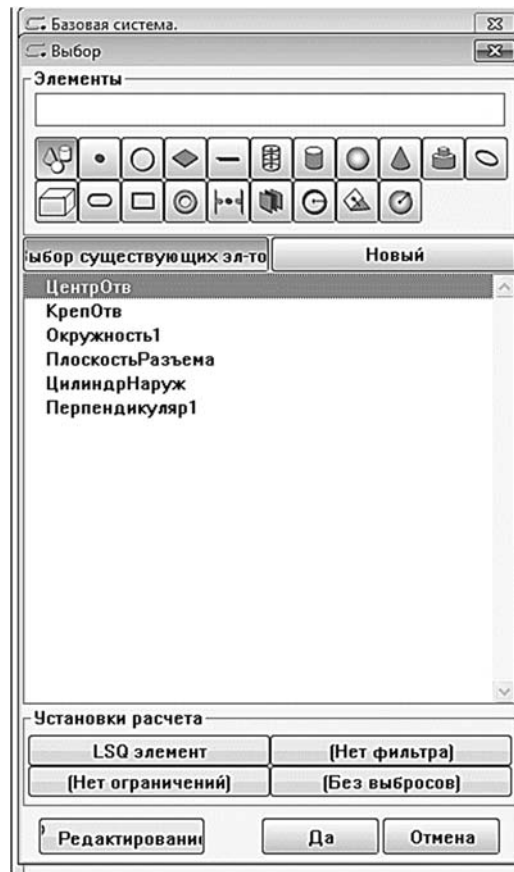 Базовая система.
Выбор
Элементы
ыбор существующих эл-то
Новый
ЦентрОтв
КрепОтв
Окружность1
ПлоскостьРазъема
ЦилиндрНаруж
Перпендикуляр1
Установки расчета
LSQ элемент
(Нет фильтра)
(Нет ограничений)
(Без выбросов)
Редактировани
Да
Отмена